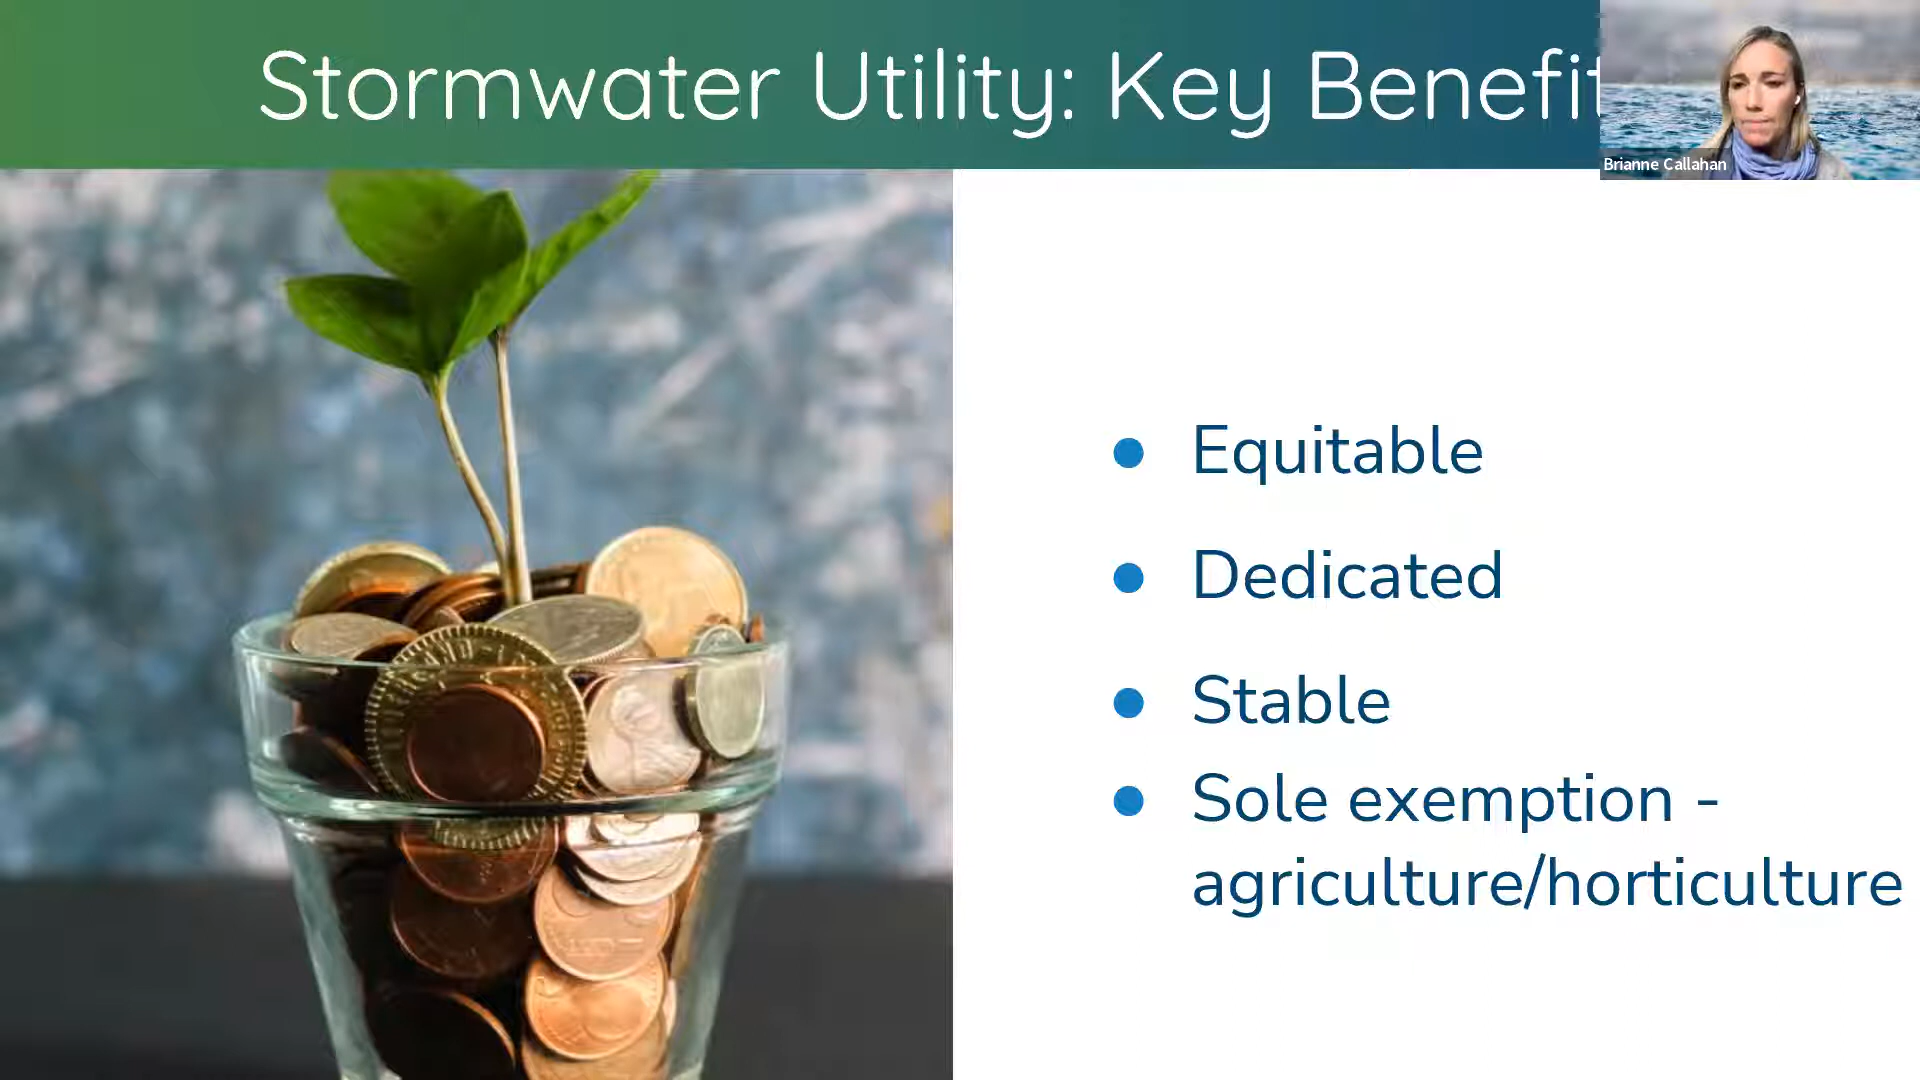 Stormwater Utility: Key Benefit
Brianne Callahan
Equitable
Dedicated
Stable
Sole exemption -
agriculture/horticulture